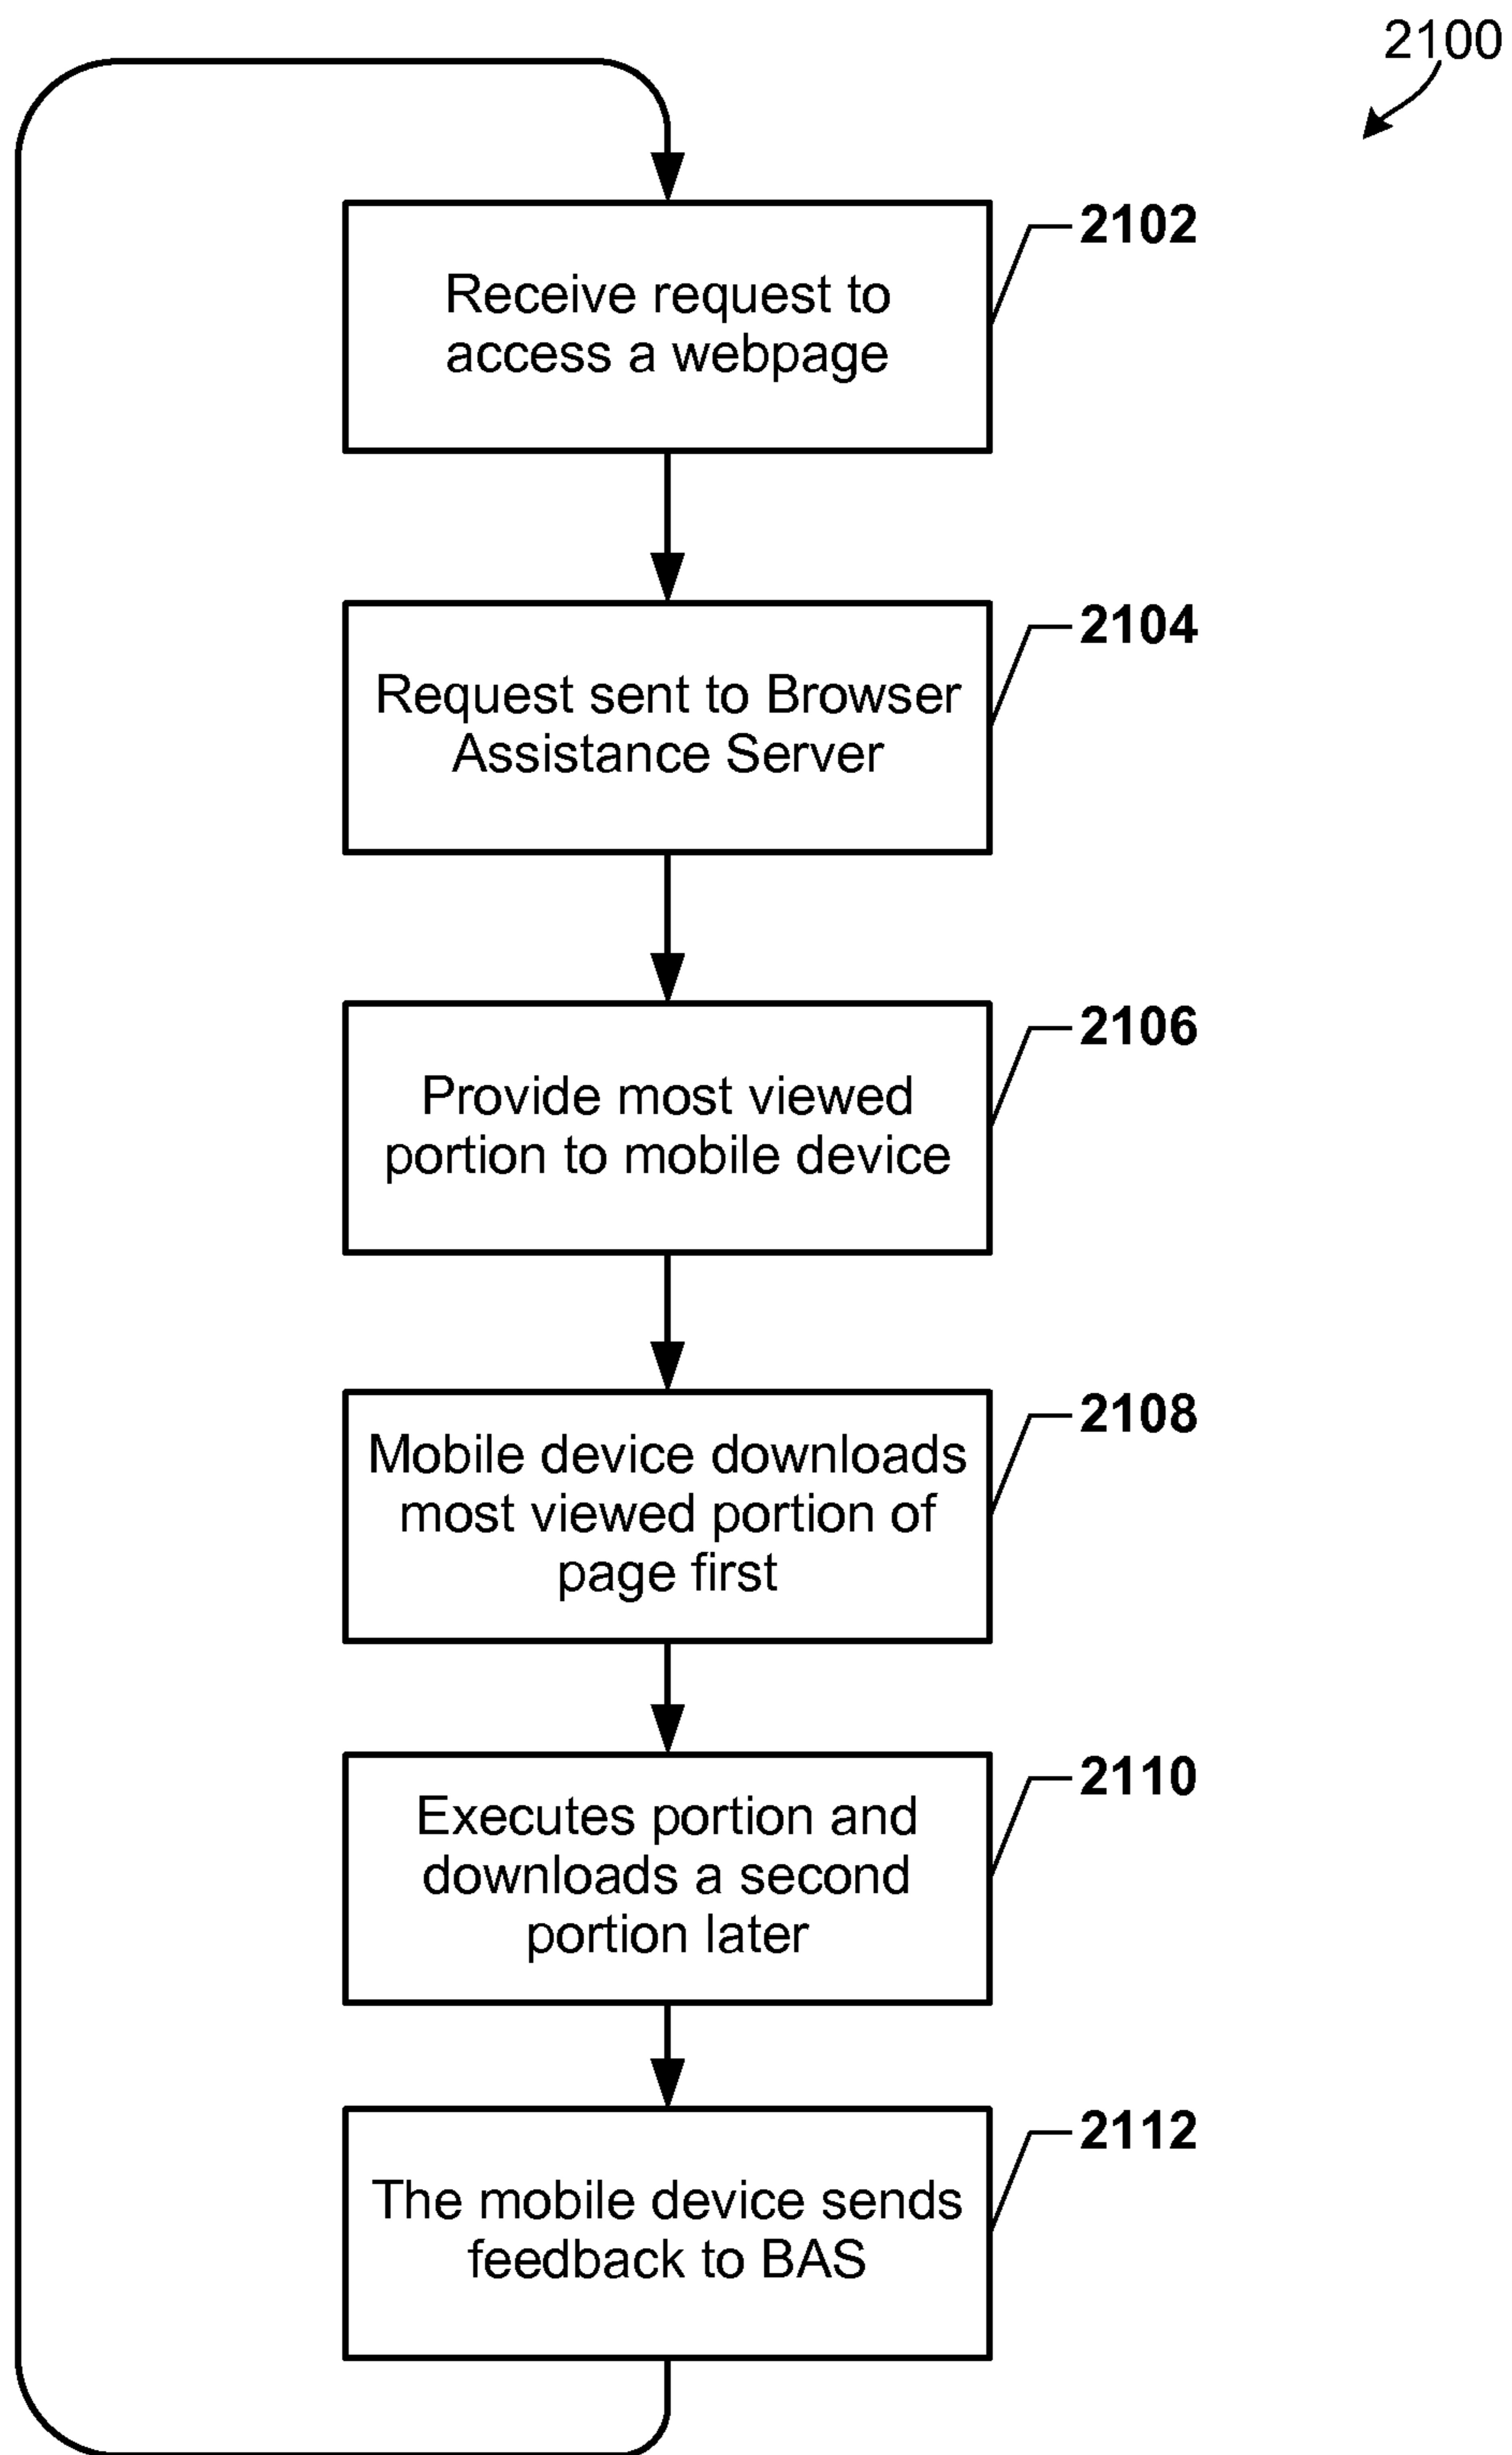 2100
2102
Receive request to
access a webpage
2104
Request sent to Browser
Assistance Server
2106
Provide most viewed
portion to mobile device
2108
Mobile device downloads
most viewed portion of
page first
2110
Executes portion and
downloads a second
portion later
2112
The mobile device sends
feedback to BAS